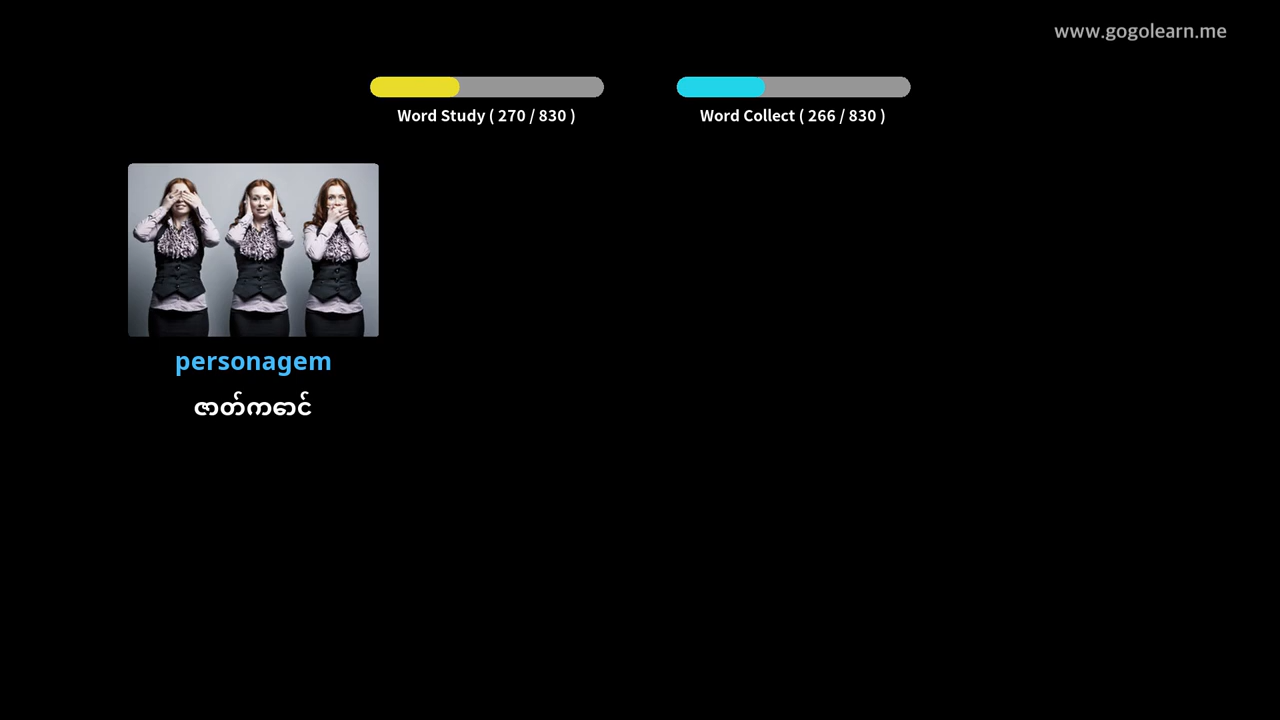 www.gogolearn.me
Word Study ( 270 / 830 )
Word Collect ( 266 / 830 )
personagem
ဇာတ်ကောင်